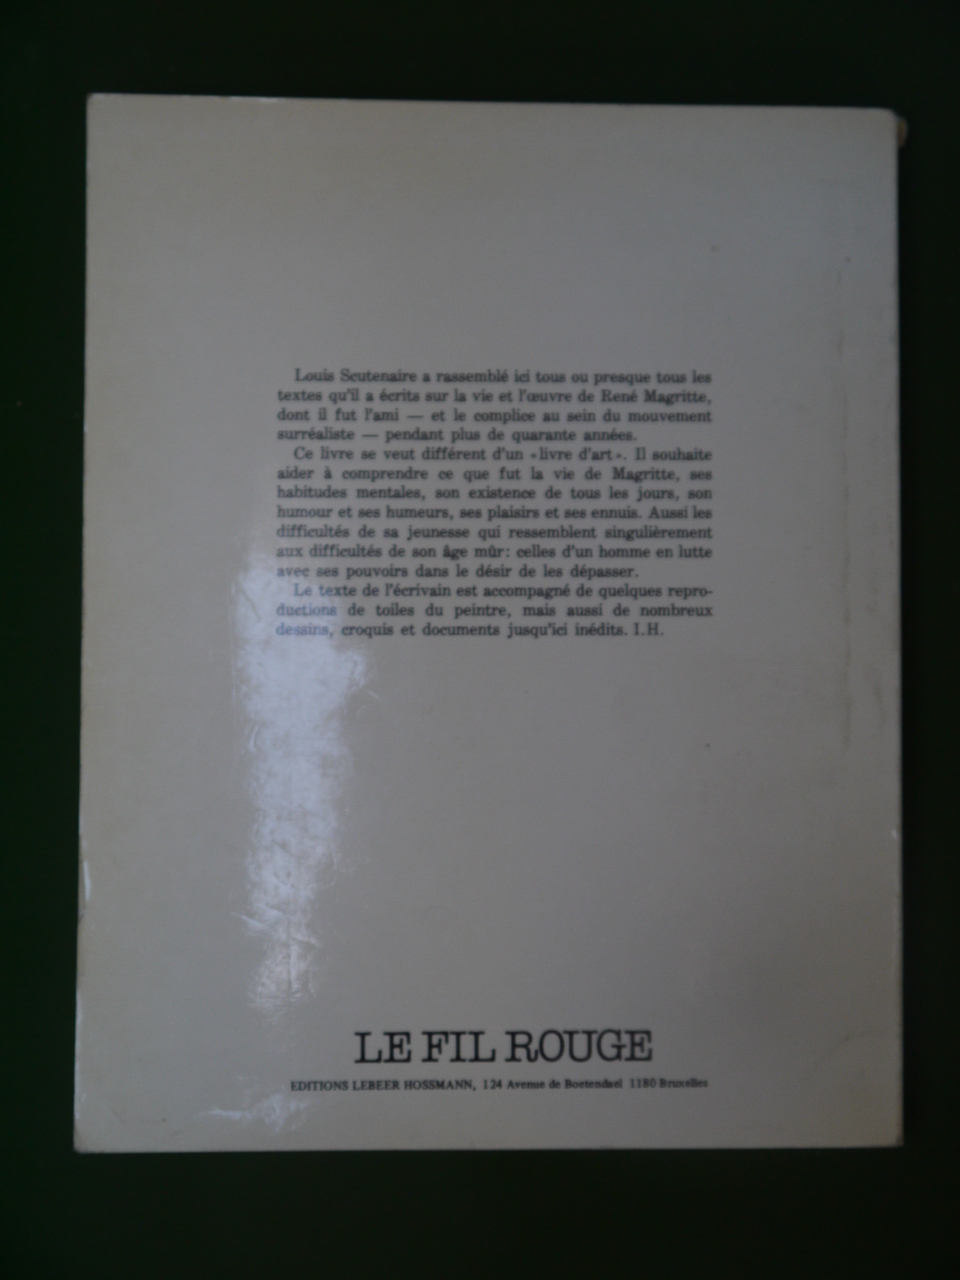 Louis Scutenaire a rassemblé ici tous ou presque tous les
textes qu'il a écrits sur la vie et l'œuvre de René Magritte,
dont il fut l'ami — et le complice au sein du mouvement
surréaliste — pendant plus de quarante années.
Ce livre se veut différent d'un «livre d'art». Il souhaite
aider à comprendre ce que fut la vie de Magritte, ses
habitudes mentales, son existence de tous les jours, son
humour et ses humeurs, ses plaisirs et ses ennuis. Aussi les
difficultés de sa jeunesse qui ressemblent singulièrement
aux difficultés de son âge mûr: celles d'un homme en lutte
avec ses pouvoirs dans le désir de les dépasser.
Le texte de l'écrivain est accompagné de quelques repro-
ductions de toiles du peintre, mais aussi de nombreux
dessins, croquis et documents jusqu'ici inédits. I.H.
LE FIL ROUGE
EDITIONS LEBEER HOSSMANN, 124 Avenue de Boetendael 1180 Bruxelles